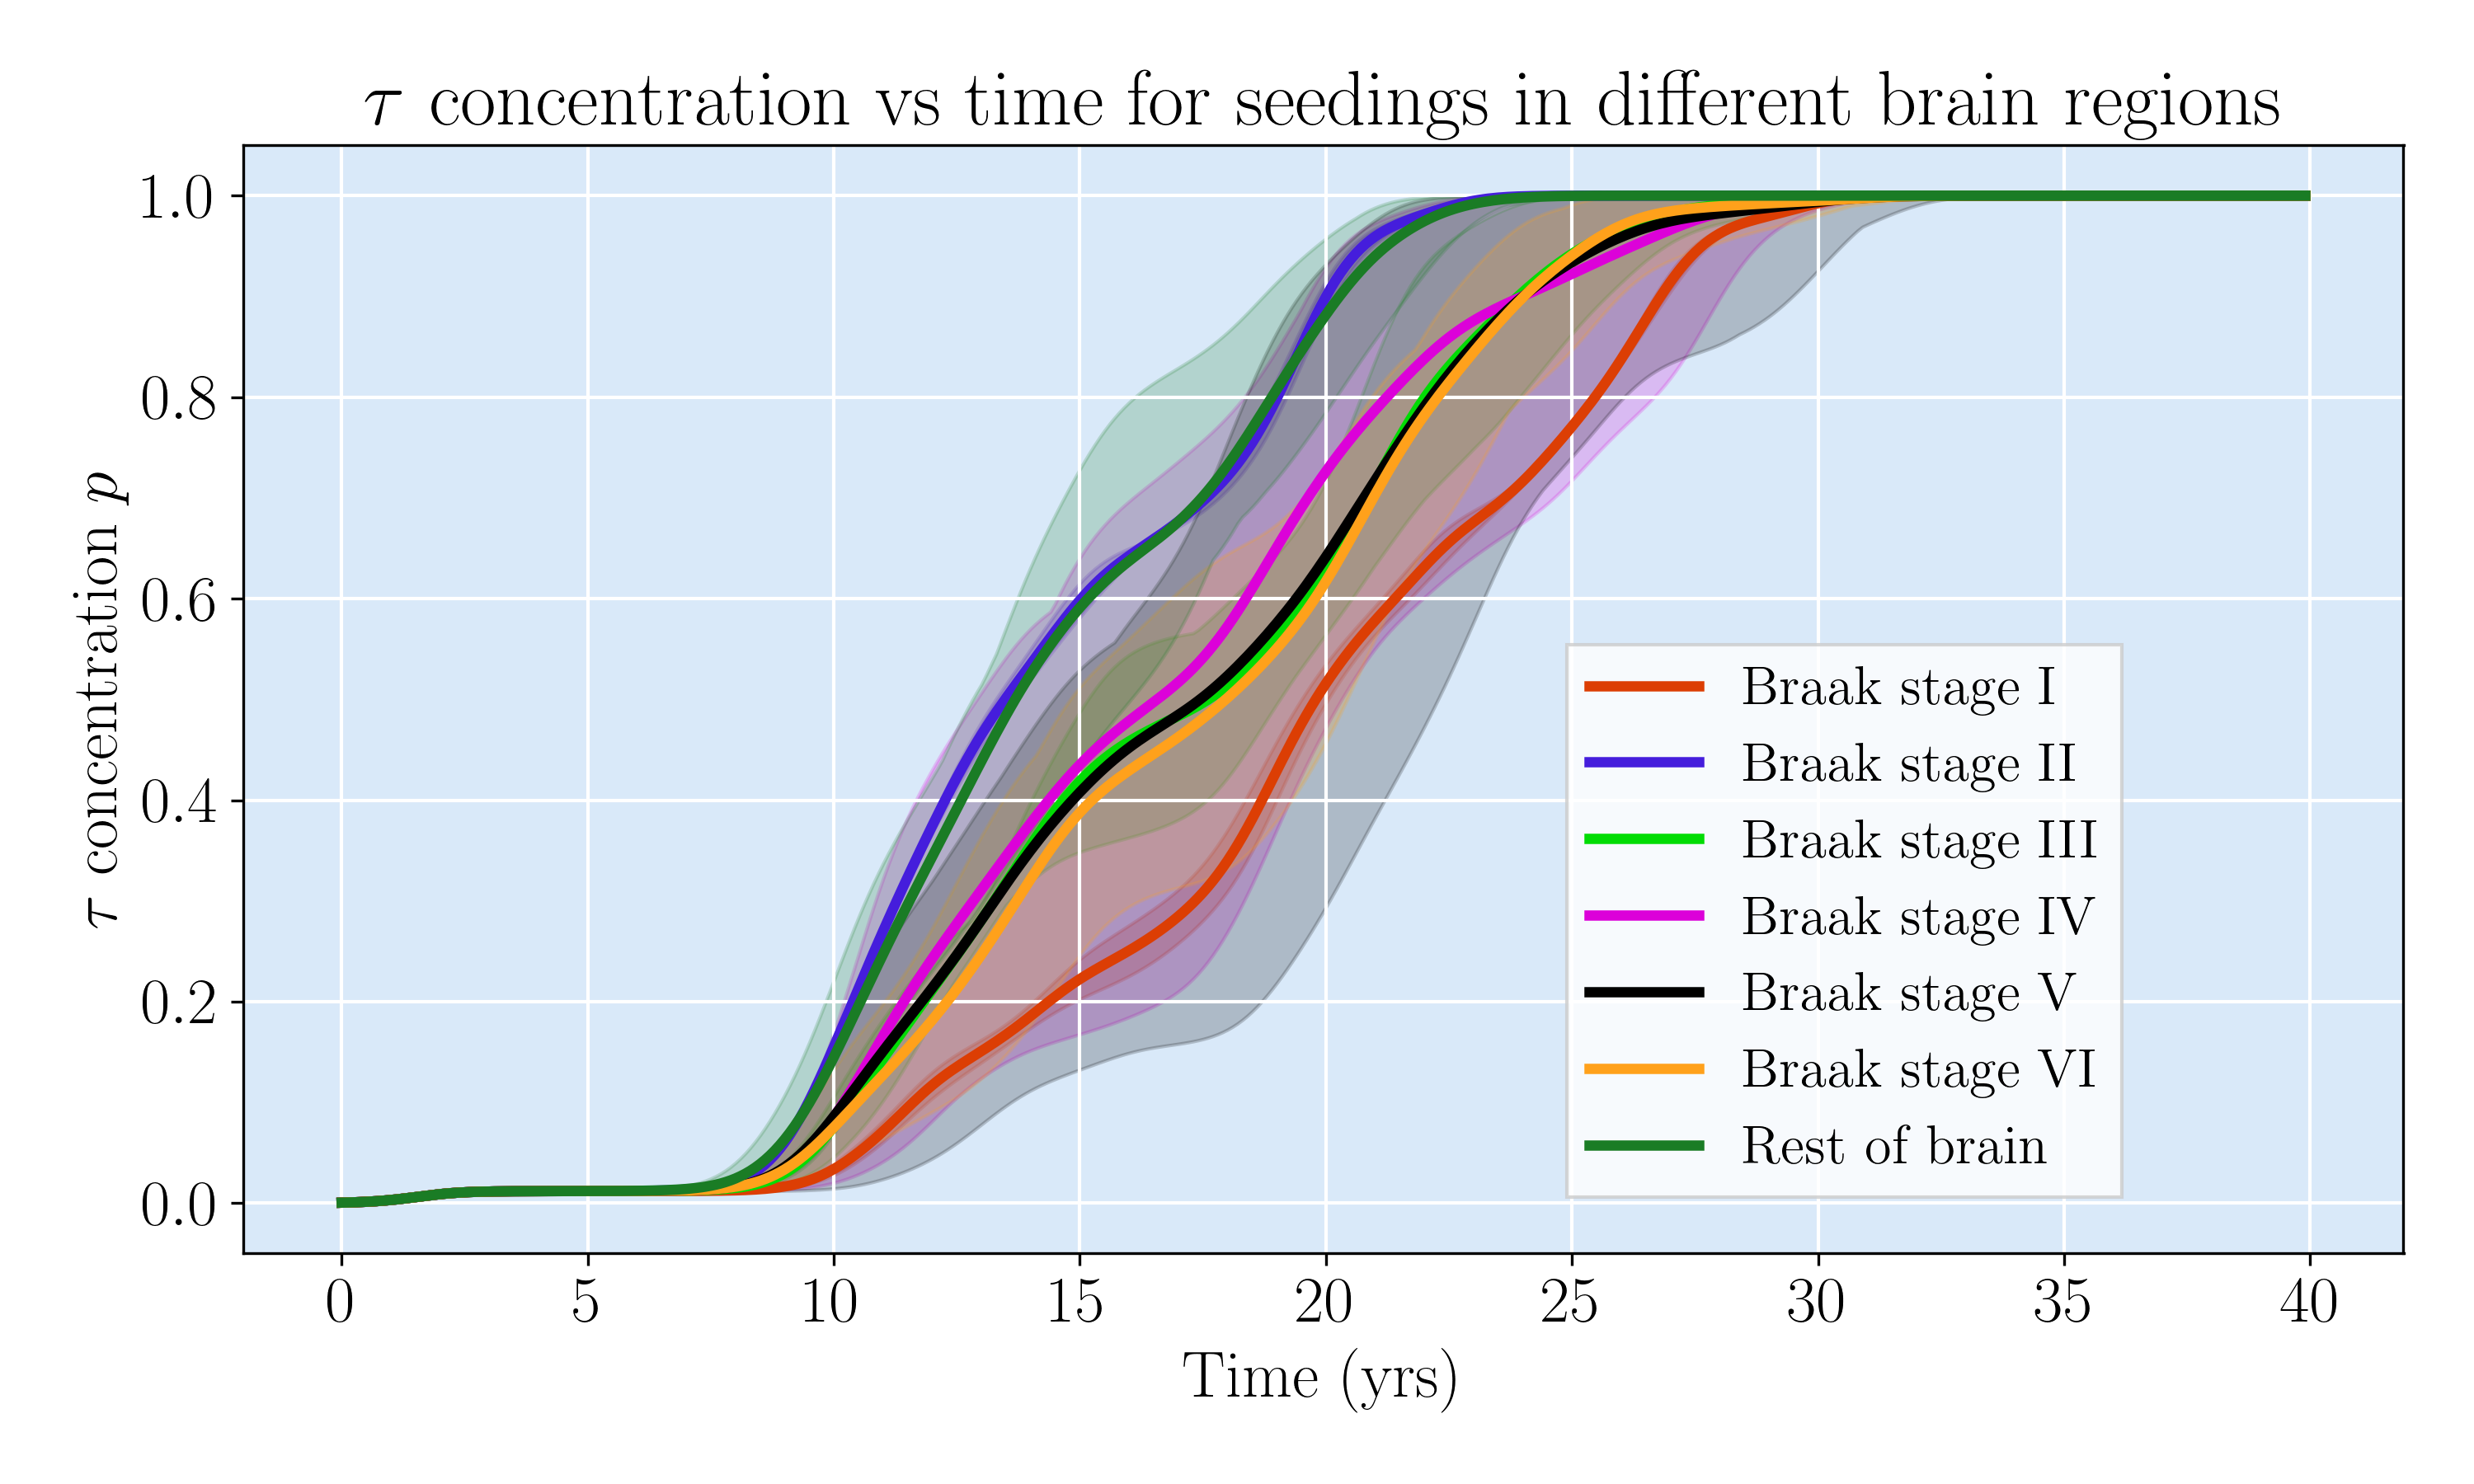 τ concentration vs time for seedings in different brain regions
τ concentration p
1.0
0.8
0.6
0.4
0.2
0.0
Braak stage I
Braak stage II
Braak stage III
Braak stage IV
Braak stage V
Braak stage VI
Rest of brain
0 5 10 15 20 25 30 35 40
Time (yrs)